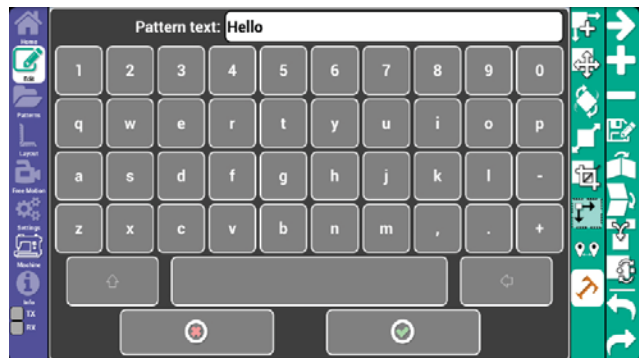 Pattern text: Hello
Home
Edit
Patterns
Layout
Free Motion
Settings
Machine
Info
TX
RX
1 2 3 4 5 6 7 8 9 0
q w e r t y u i o p
a s d f g h j k l -
z x c v b n m , . +